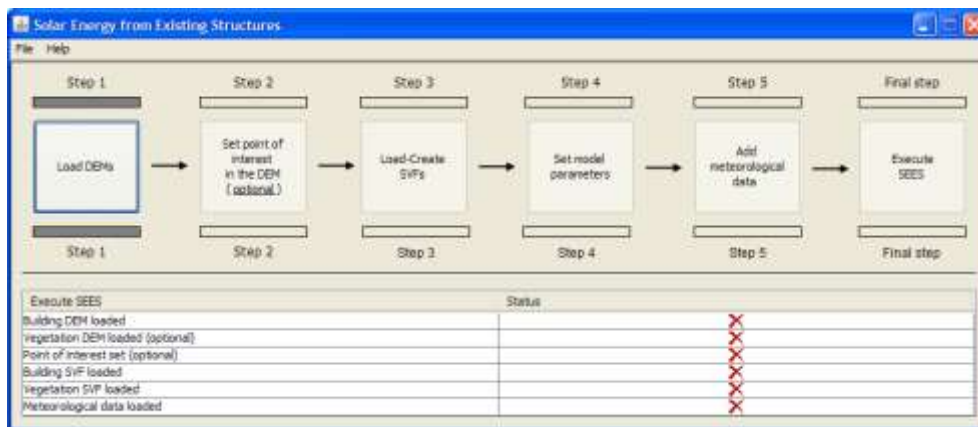 Solar Energy from Existing Structures
File Help
Step 1 Step 2 Step 3 Step 4 Step 5 Final step
Load DEMs
Set point of
interest
in the DEM
( optional )
Load-Create
SVFs
Set model
parameters
Add
meteorological
data
Execute
SEES
Step 1 Step 2 Step 3 Step 4 Step 5 Final step
Execute SEES Status
Building DEM loaded
Vegetation DEM loaded (optional)
Point of interest set (optional)
Building SVF loaded
Vegetation SVF loaded
Meteorological data loaded